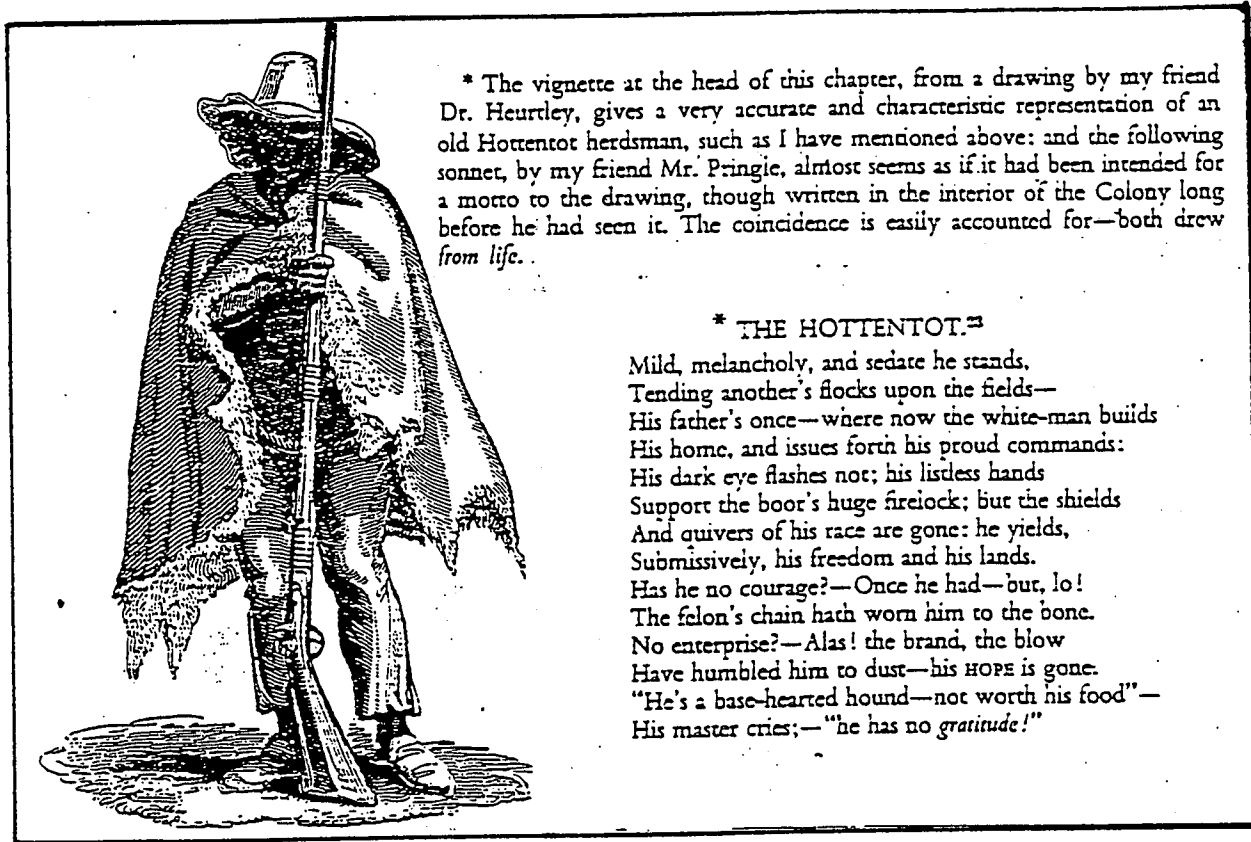 * The vignette at the head of this chapter, from a drawing by my friend
Dr. Heurtley, gives a very accurate and characteristic representation of an
old Hottentot herdsman, such as I have mentioned above: and the following
sonnet, by my friend Mr. Pringle, almost seems as if it had been intended for
a motto to the drawing, though written in the interior of the Colony long
before he had seen it. The coincidence is easily accounted for—both drew
from life.
* THE HOTTENTOT.
Mild, melancholy, and sedate he stands,
Tending another's flocks upon the fields—
His father's once—where now the white-man builds
His home, and issues forth his proud commands:
His dark eye flashes not; his listless hands
Support the boor's huge firelock; but the shields
And quivers of his race are gone: he yields,
Submissively, his freedom and his lands.
Has he no courage?—Once he had—but, lo!
The felon's chain hath worn him to the bone.
No enterprise?—Alas! the brand, the blow
Have humbled him to dust—his HOPE is gone.
"He's a base-hearted hound—not worth his food"—
His master cries;—"he has no gratitude!"